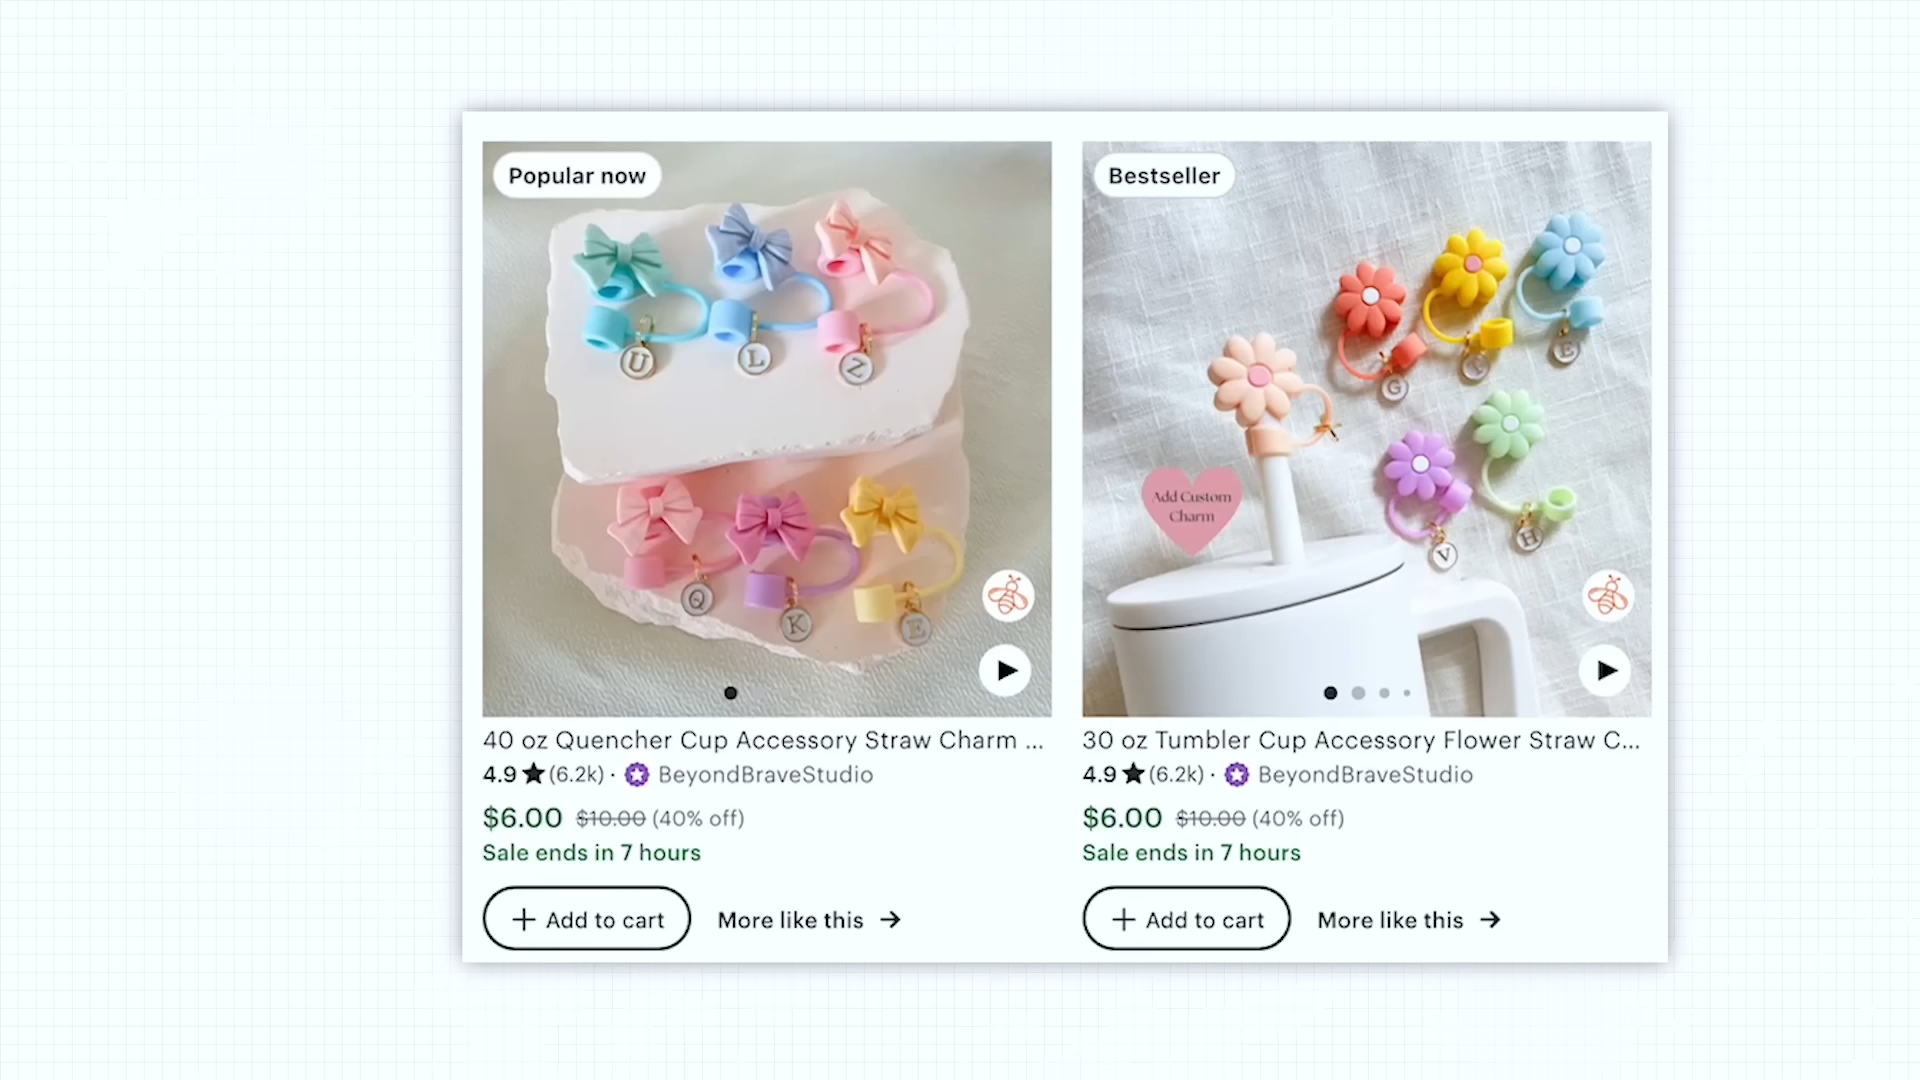 Popular now
U
L
Z
Q
K
E
40 oz Quencher Cup Accessory Straw Charm ...
4.9 ★ (6.2k) · BeyondBraveStudio
$6.00 $10.00 (40% off)
Sale ends in 7 hours
+ Add to cart More like this →
Bestseller
G
E
V
H
Add Custom
Charm
30 oz Tumbler Cup Accessory Flower Straw C...
4.9 ★ (6.2k) · BeyondBraveStudio
$6.00 $10.00 (40% off)
Sale ends in 7 hours
+ Add to cart More like this →